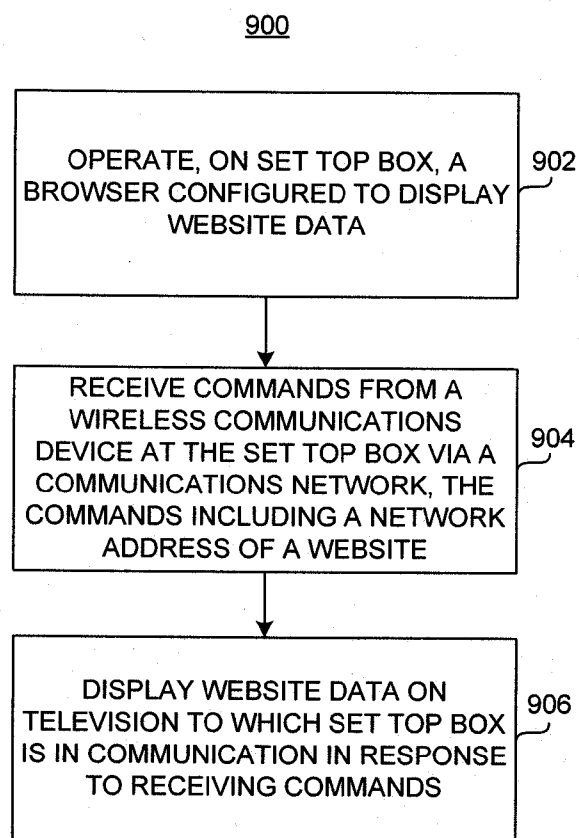 900
OPERATE, ON SET TOP BOX, A
BROWSER CONFIGURED TO DISPLAY
WEBSITE DATA
902
RECEIVE COMMANDS FROM A
WIRELESS COMMUNICATIONS
DEVICE AT THE SET TOP BOX VIA A
COMMUNICATIONS NETWORK, THE
COMMANDS INCLUDING A NETWORK
ADDRESS OF A WEBSITE
904
DISPLAY WEBSITE DATA ON
TELEVISION TO WHICH SET TOP BOX
IS IN COMMUNICATION IN RESPONSE
TO RECEIVING COMMANDS
906